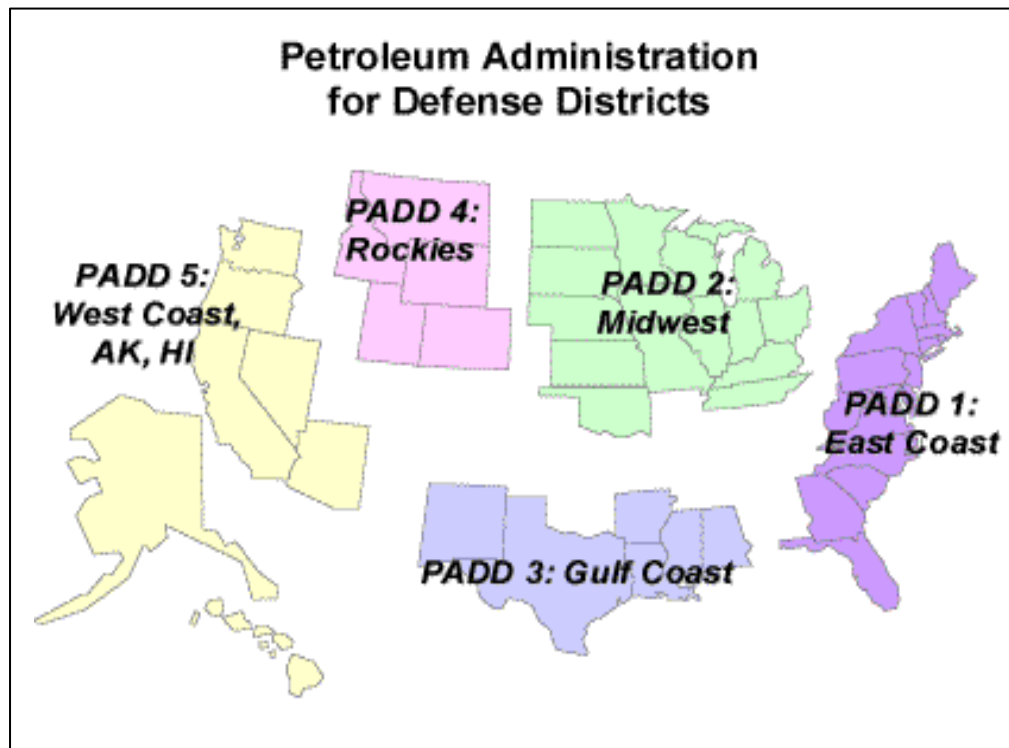 Petroleum Administration
for Defense Districts
PADD 4:
Rockies
PADD 5:
West Coast,
AK, HI
PADD 2:
Midwest
PADD 1:
East Coast
PADD 3: Gulf Coast